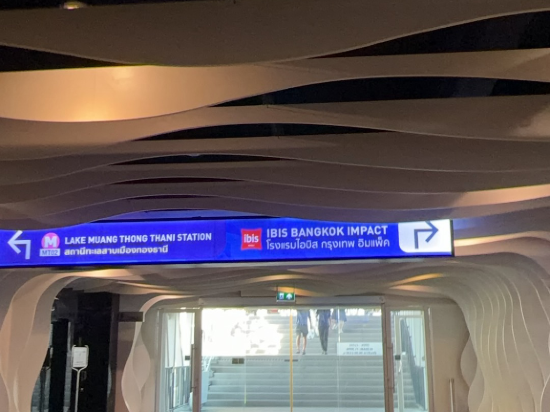 M
MT02
LAKE MUANG THONG THANI STATION
สถานีทะเลสาบเมืองทองธานี
ibis
IBIS BANGKOK IMPACT
โรงแรมไอบิส กรุงเทพ อิมแพ็ค